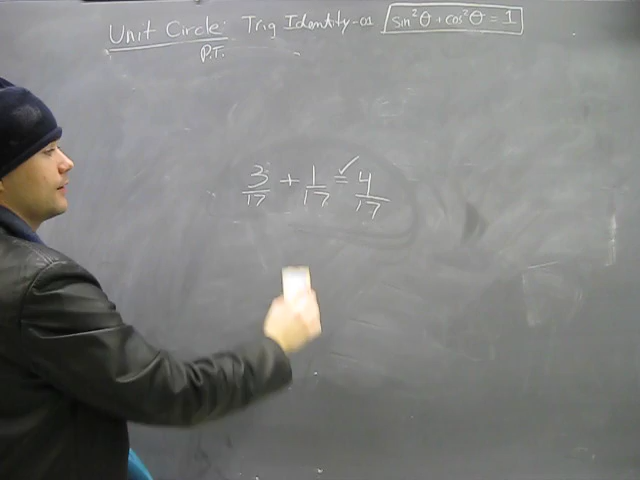 Unit Circle: Trig Identity-01 sin²θ + cos²θ = 1
P.T.
3/17 + 1/17 =✓ 4/17